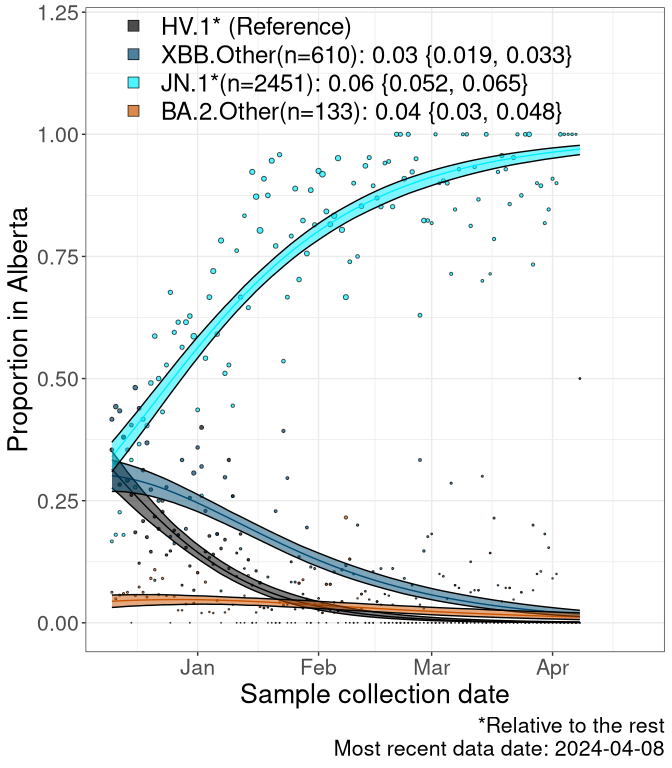 HV.1* (Reference)
XBB.Other(n=610): 0.03 {0.019, 0.033}
JN.1*(n=2451): 0.06 {0.052, 0.065}
BA.2.Other(n=133): 0.04 {0.03, 0.048}
1.25
1.00
0.75
0.50
0.25
0.00
Proportion in Alberta
Jan Feb Mar Apr
Sample collection date
*Relative to the rest
Most recent data date: 2024-04-08